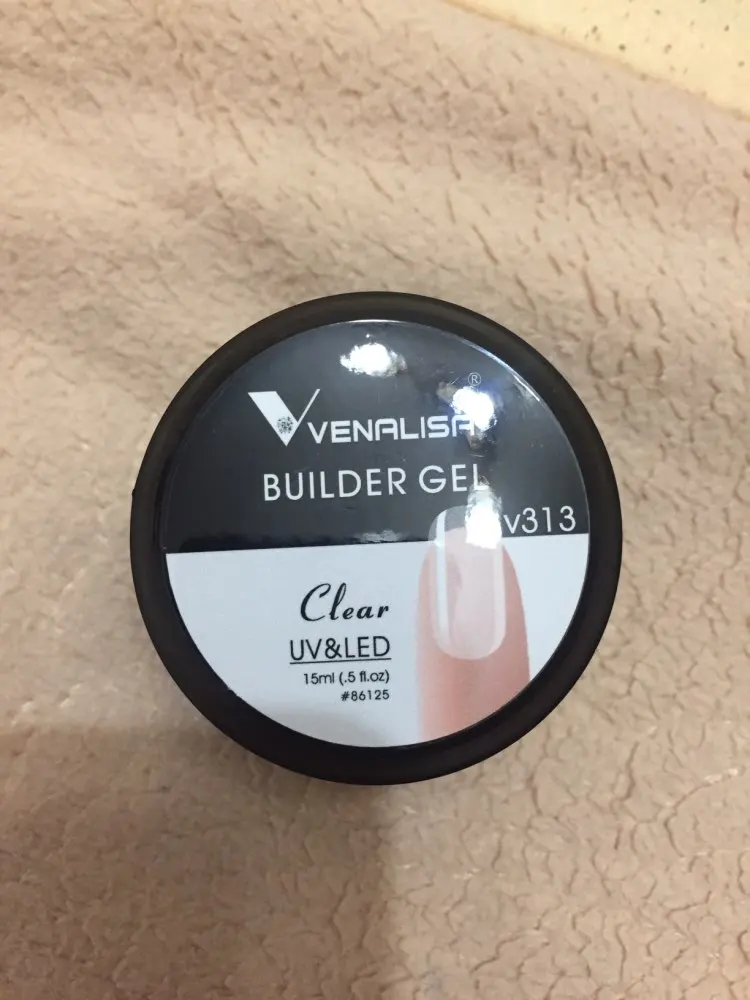 VENALISA®
BUILDER GEL
v313
Clear
UV&LED
15ml (.5 fl.oz)
#86125